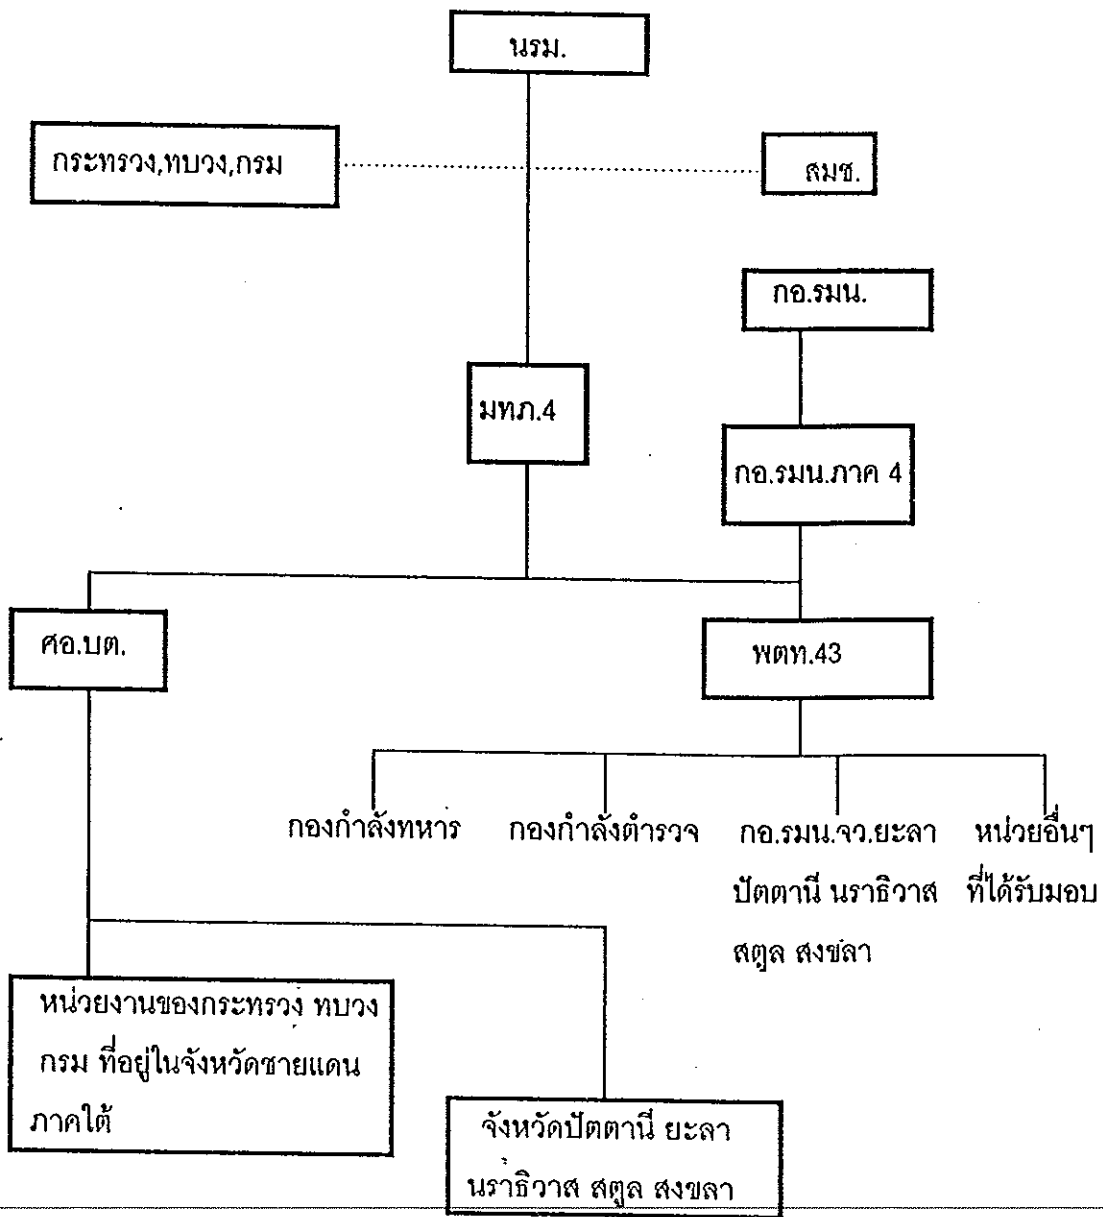 นรม.
กระทรวง,ทบวง,กรม
สมช.
กอ.รมน.
มทภ.4
กอ.รมน.ภาค 4
ศอ.บต.
พตท.43
กองกำลังทหาร
กองกำลังตำรวจ
กอ.รมน.จว.ยะลา
ปัตตานี นราธิวาส
สตูล สงขลา
หน่วยอื่นๆ
ที่ได้รับมอบ
หน่วยงานของกระทรวง ทบวง
กรม ที่อยู่ในจังหวัดชายแดน
ภาคใต้
จังหวัดปัตตานี ยะลา
นราธิวาส สตูล สงขลา